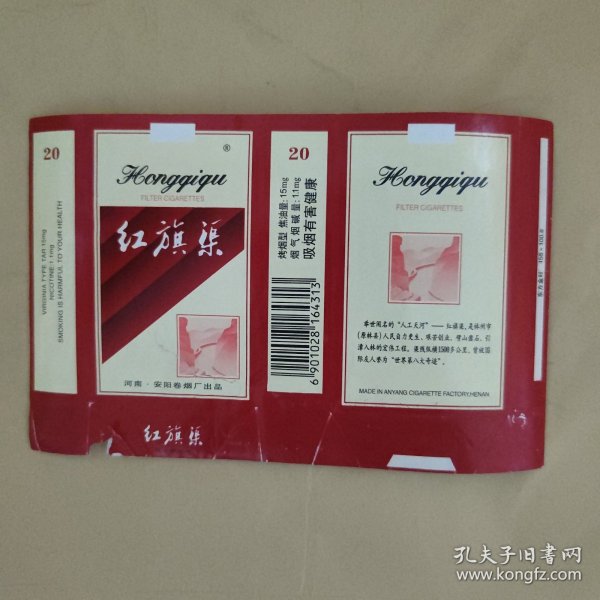 20
VIRGINIA TYPE TAR:15mg
NICOTINE:1.1mg
SMOKING IS HARMFUL TO YOUR HEALTH
®
Hongqiqu
FILTER CIGARETTES
红旗渠
河南·安阳卷烟厂出品
红旗渠
20
烤烟型 焦油量:15mg
烟气烟碱量:1.1mg
吸烟有害健康
6901028164313
Hongqiqu
FILTER CIGARETTES
举世闻名的“人工天河”——红旗渠,是林州市
(原林县)人民自力更生、艰苦创业、劈山凿石、引
漳入林的宏伟工程。渠线纵横1500多公里,曾被国
际友人誉为“世界第八大奇迹”。
MADE IN ANYANG CIGARETTE FACTORY,HENAN
孔夫子旧书网
www.kongfz.com